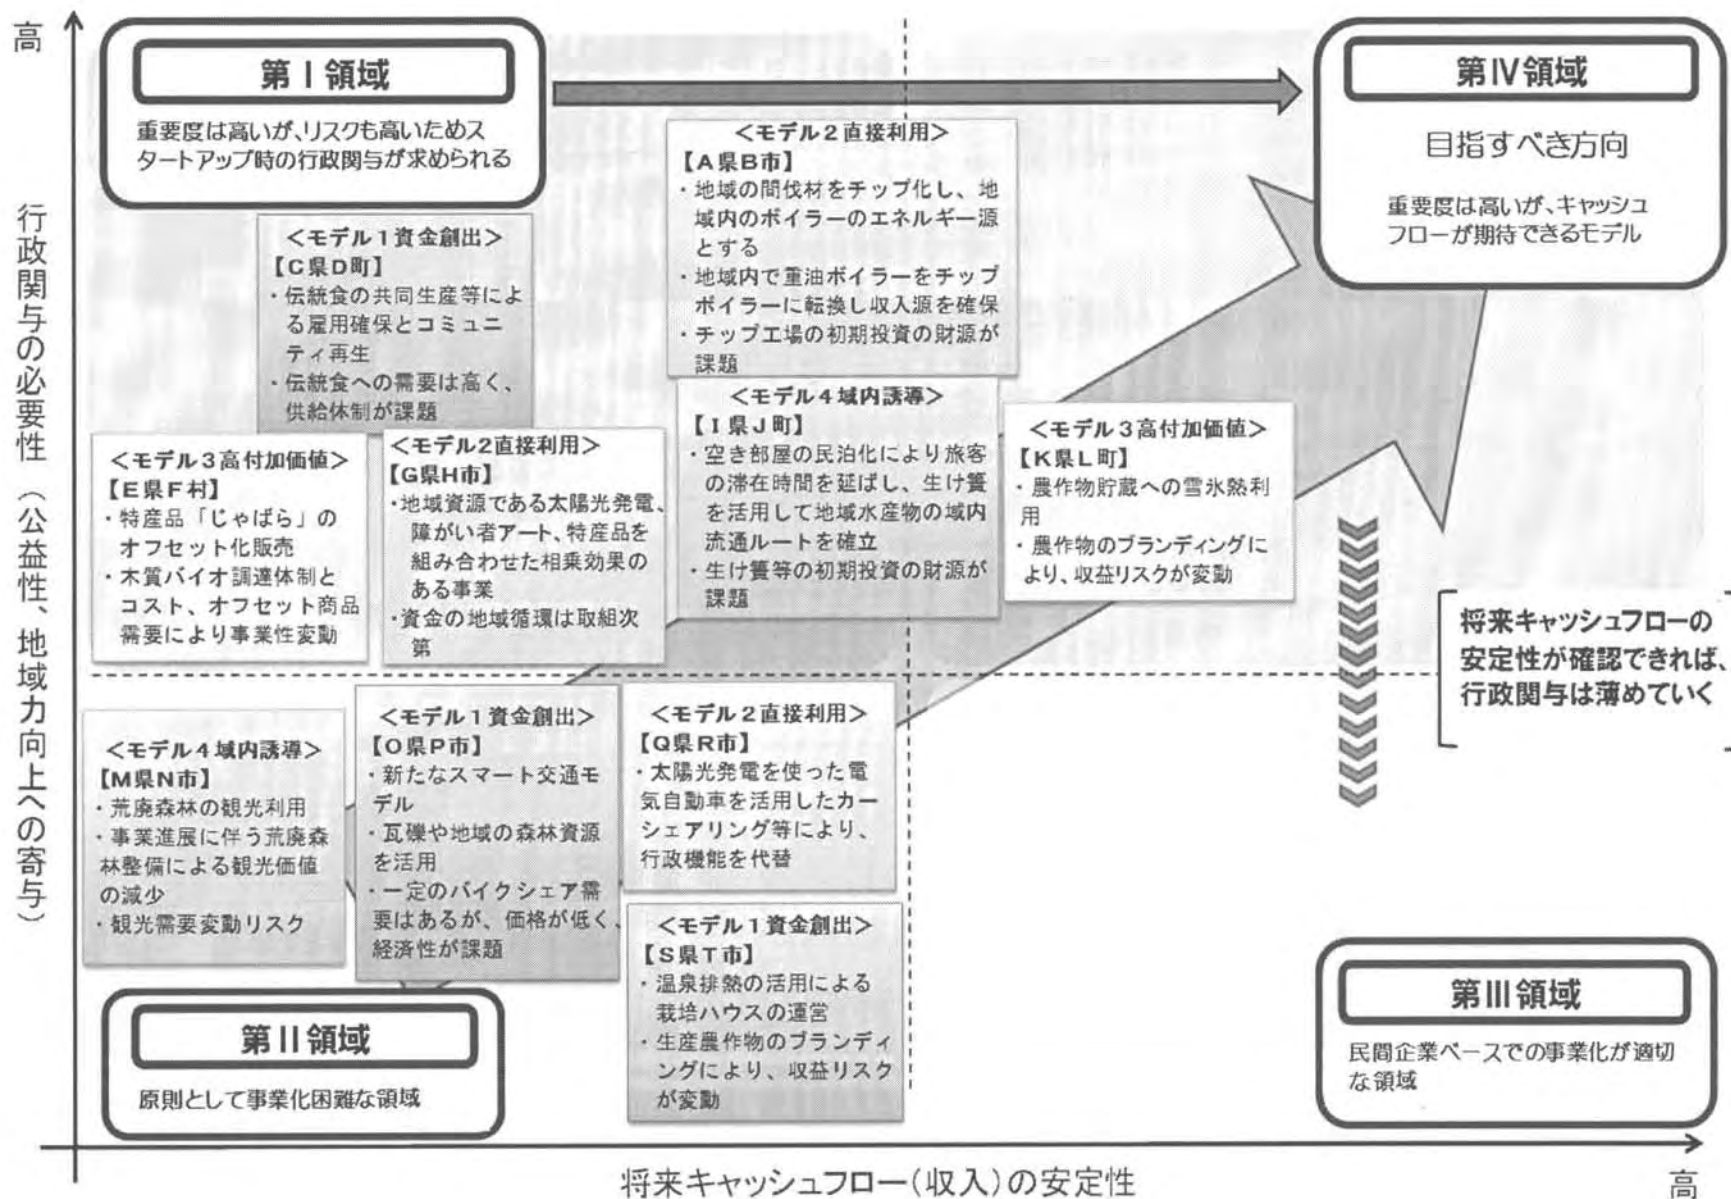 高
第Ⅰ領域
重要度は高いが、リスクも高いためス
タートアップ時の行政関与が求められる
第Ⅳ領域
目指すべき方向
重要度は高いが、キャッシュ
フローが期待できるモデル
行政関与の必要性（公益性、地域力向上への寄与）
＜モデル２直接利用＞
【Ａ県Ｂ市】
・地域の間伐材をチップ化し、地
域内のボイラーのエネルギー源
とする
・地域内で重油ボイラーをチップ
ボイラーに転換し収入源を確保
・チップ工場の初期投資の財源が
課題
＜モデル１資金創出＞
【Ｃ県Ｄ町】
・伝統食の共同生産等によ
る雇用確保とコミュニ
ティ再生
・伝統食への需要は高く、
供給体制が課題
＜モデル３高付加価値＞
【Ｅ県Ｆ村】
・特産品「じゃばら」の
オフセット化販売
・木質バイオ調達体制と
コスト、オフセット商品
需要により事業性変動
＜モデル２直接利用＞
【Ｇ県Ｈ市】
・地域資源である太陽光発電、
障がい者アート、特産品を
組み合わせた相乗効果の
ある事業
・資金の地域循環は取組次
第
＜モデル４域内誘導＞
【Ｉ県Ｊ町】
・空き部屋の民泊化により旅客
の滞在時間を延ばし、生け簀
を活用して地域水産物の域内
流通ルートを確立
・生け簀等の初期投資の財源が
課題
＜モデル３高付加価値＞
【Ｋ県Ｌ町】
・農作物貯蔵への雪氷熱利
用
・農作物のブランディングに
より、収益リスクが変動
将来キャッシュフローの
安定性が確認できれば、
行政関与は薄めていく
＜モデル４域内誘導＞
【Ｍ県Ｎ市】
・荒廃森林の観光利用
・事業進展に伴う荒廃森
林整備による観光価値
の減少
・観光需要変動リスク
＜モデル１資金創出＞
【Ｏ県Ｐ市】
・新たなスマート交通モ
デル
・瓦礫や地域の森林資源
を活用
・一定のバイクシェア需
要はあるが、価格が低く、
経済性が課題
＜モデル２直接利用＞
【Ｑ県Ｒ市】
・太陽光発電を使った電
気自動車を活用したカー
シェアリング等により、
行政機能を代替
＜モデル１資金創出＞
【Ｓ県Ｔ市】
・温泉排熱の活用による
栽培ハウスの運営
・生産農作物のブランディ
ングにより、収益リスク
が変動
第Ⅱ領域
原則として事業化困難な領域
第Ⅲ領域
民間企業ベースでの事業化が適切
な領域
将来キャッシュフロー（収入）の安定性
高